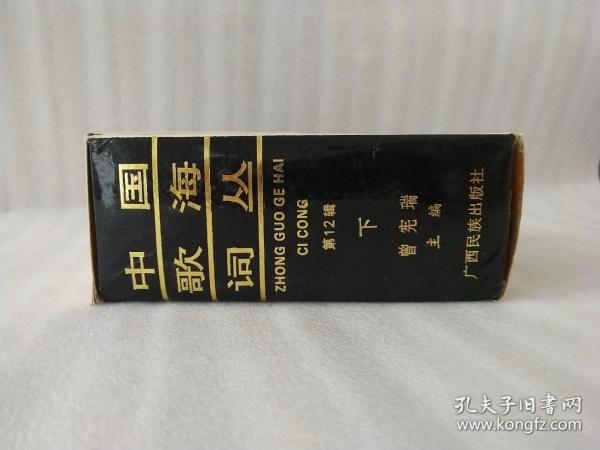 中国
歌海
词丛
ZHONG GUO GE HAI
CI CONG
第12辑
下
曾宪瑞
主编
广西民族出版社
孔夫子旧书网
www.kongfz.com